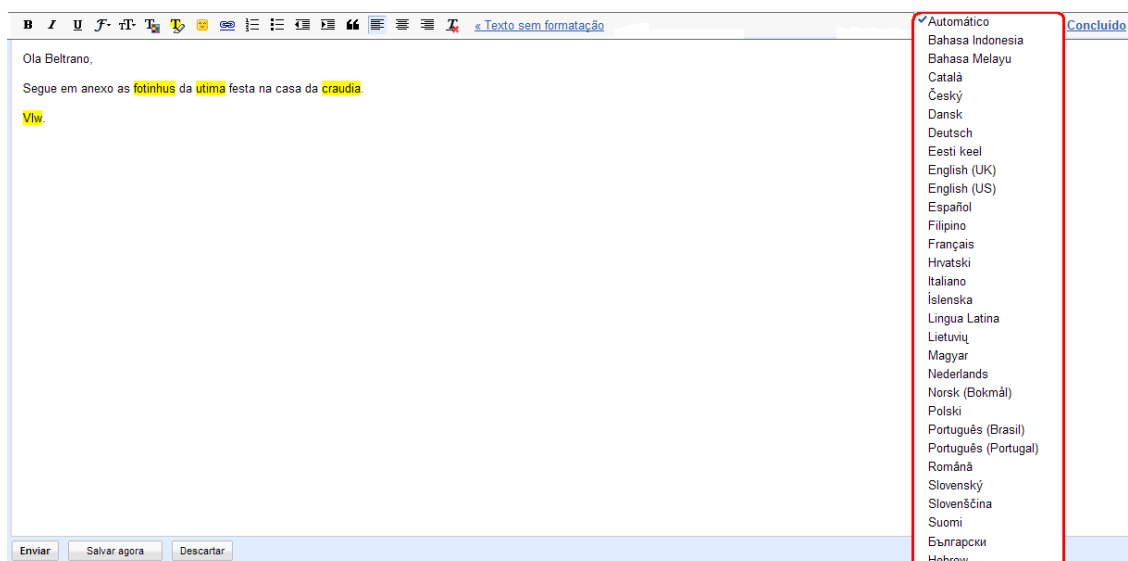 « Texto sem formatação
Concluído
Ola Beltrano,
Segue em anexo as fotinhus da utima festa na casa da craudia.
Vlw.
Automático
Bahasa Indonesia
Bahasa Melayu
Català
Český
Dansk
Deutsch
Eesti keel
English (UK)
English (US)
Español
Filipino
Français
Hrvatski
Italiano
Íslenska
Lingua Latina
Lietuvių
Magyar
Nederlands
Norsk (Bokmål)
Polski
Português (Brasil)
Português (Portugal)
Română
Slovenský
Slovenščina
Suomi
Български
Hebrew
Enviar
Salvar agora
Descartar